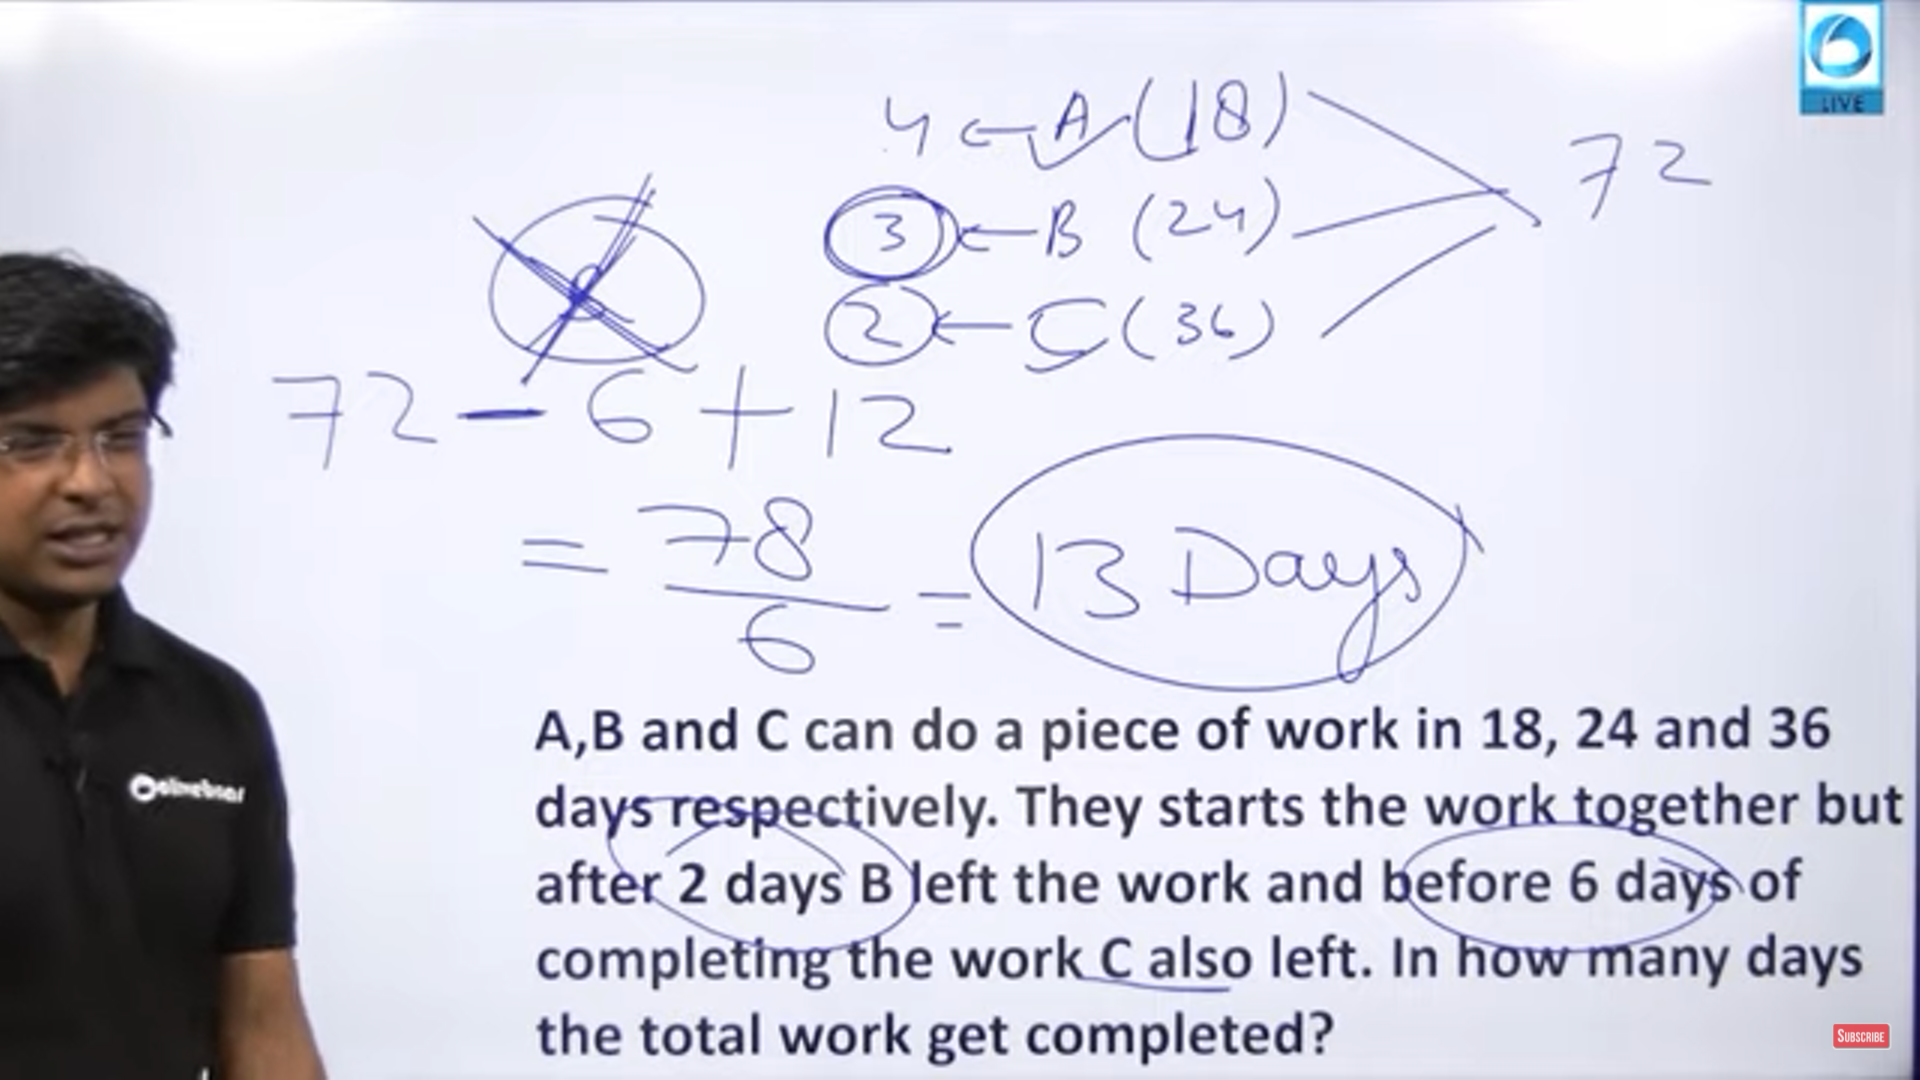 LIVE
4 ← A (18)
72
3 ← B (24)
2 ← C (36)
72 - 6 + 12
= 78/6 = 13 Days
A,B and C can do a piece of work in 18, 24 and 36
days respectively. They starts the work together but
after 2 days B left the work and before 6 days of
completing the work C also left. In how many days
the total work get completed?
oliveboard
SUBSCRIBE